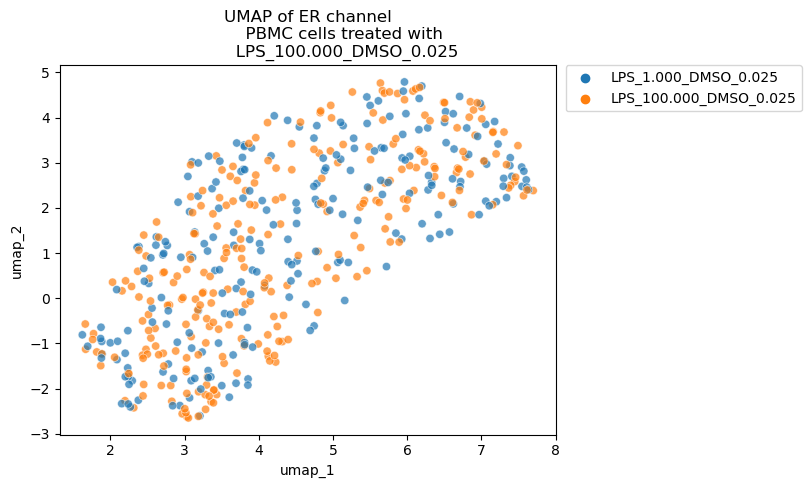 UMAP of ER channel
PBMC cells treated with
LPS_100.000_DMSO_0.025
LPS_1.000_DMSO_0.025
LPS_100.000_DMSO_0.025
umap_2
5
4
3
2
1
0
−1
−2
−3
2
3
4
5
6
7
8
umap_1